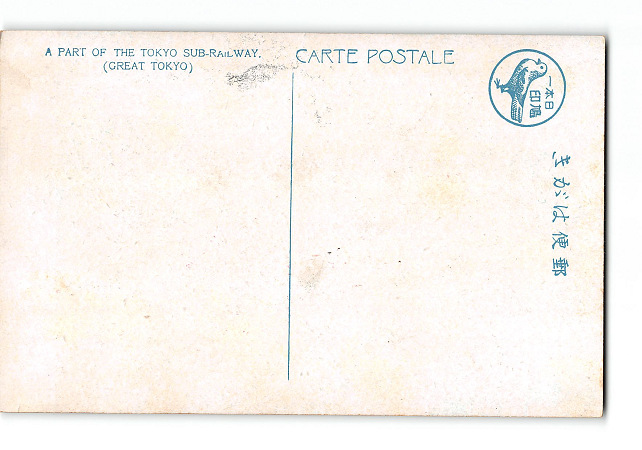 A PART OF THE TOKYO SUB-RAILWAY.
(GREAT TOKYO)
CARTE POSTALE
日本一
鳩印
きがは便郵